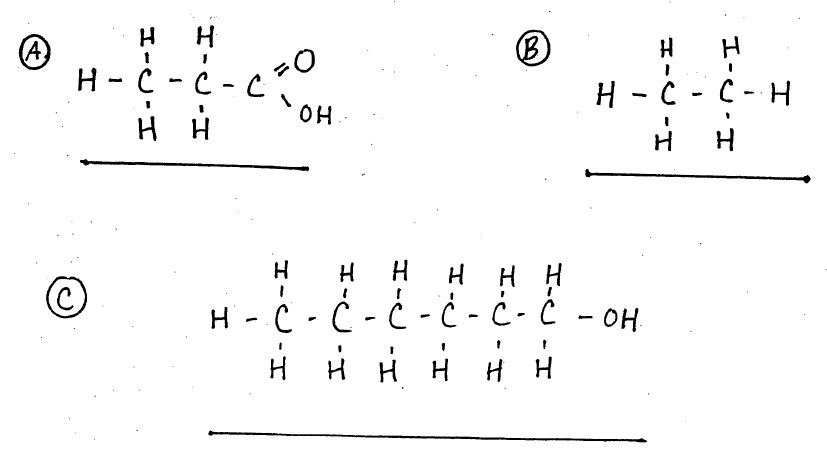 A B
H H O H H
H - C - C - C H - C - C - H
H H OH H H
C
H H H H H H
H - C - C - C - C - C - C - OH
H H H H H H